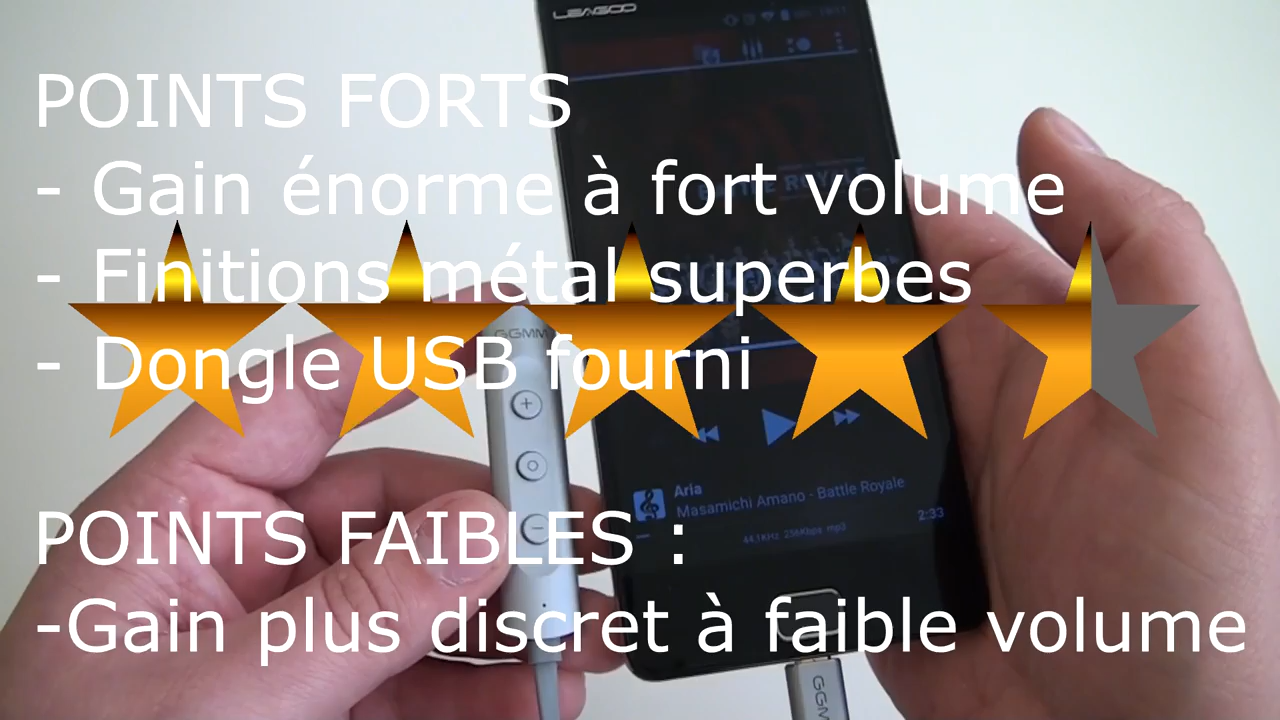 LEAGOO
POINTS FORTS
- Gain énorme à fort volume
- Finitions métal superbes
- Dongle USB fourni
GGMM
Aria
Masamichi Amano - Battle Royale
2:33
44.1KHz 256Kbps mp3
POINTS FAIBLES :
-Gain plus discret à faible volume
GGMM